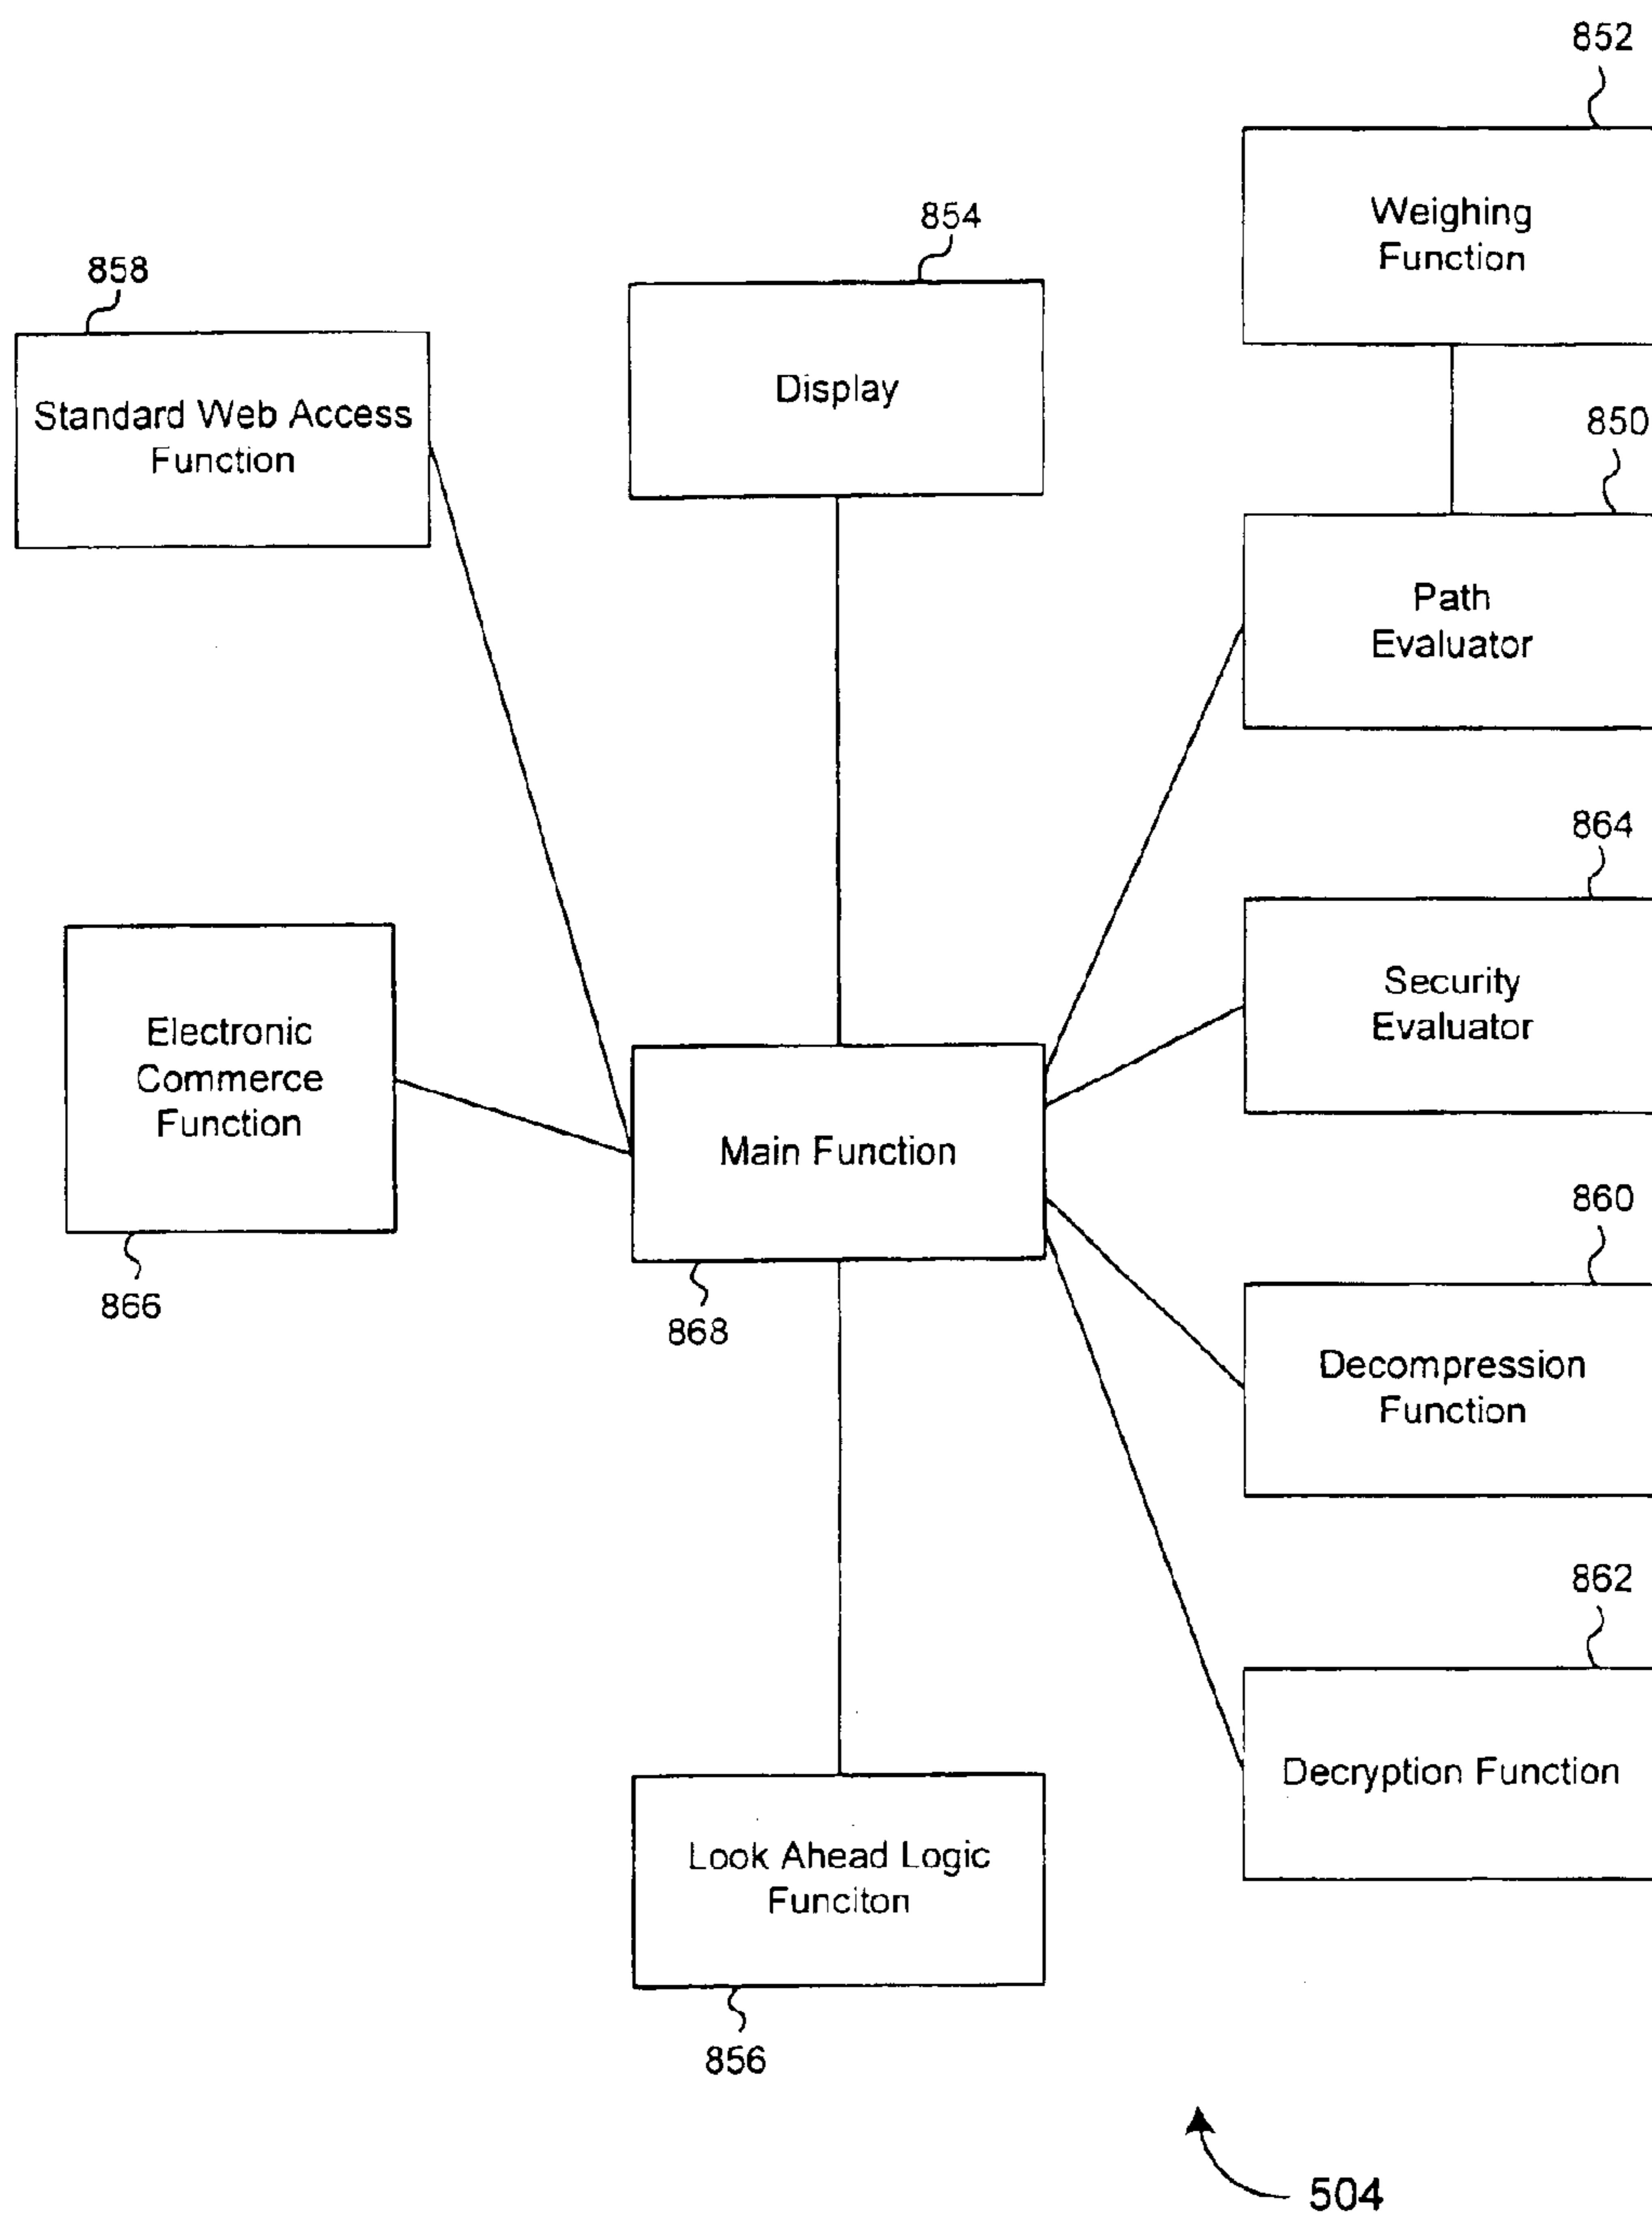 852
Weighing
Function
854
858
Display
Standard Web Access
Function
850
Path
Evaluator
864
Security
Evaluator
Electronic
Commerce
Function
Main Function
860
866
868
Decompression
Function
862
Decryption Function
Look Ahead Logic
Funciton
856
504